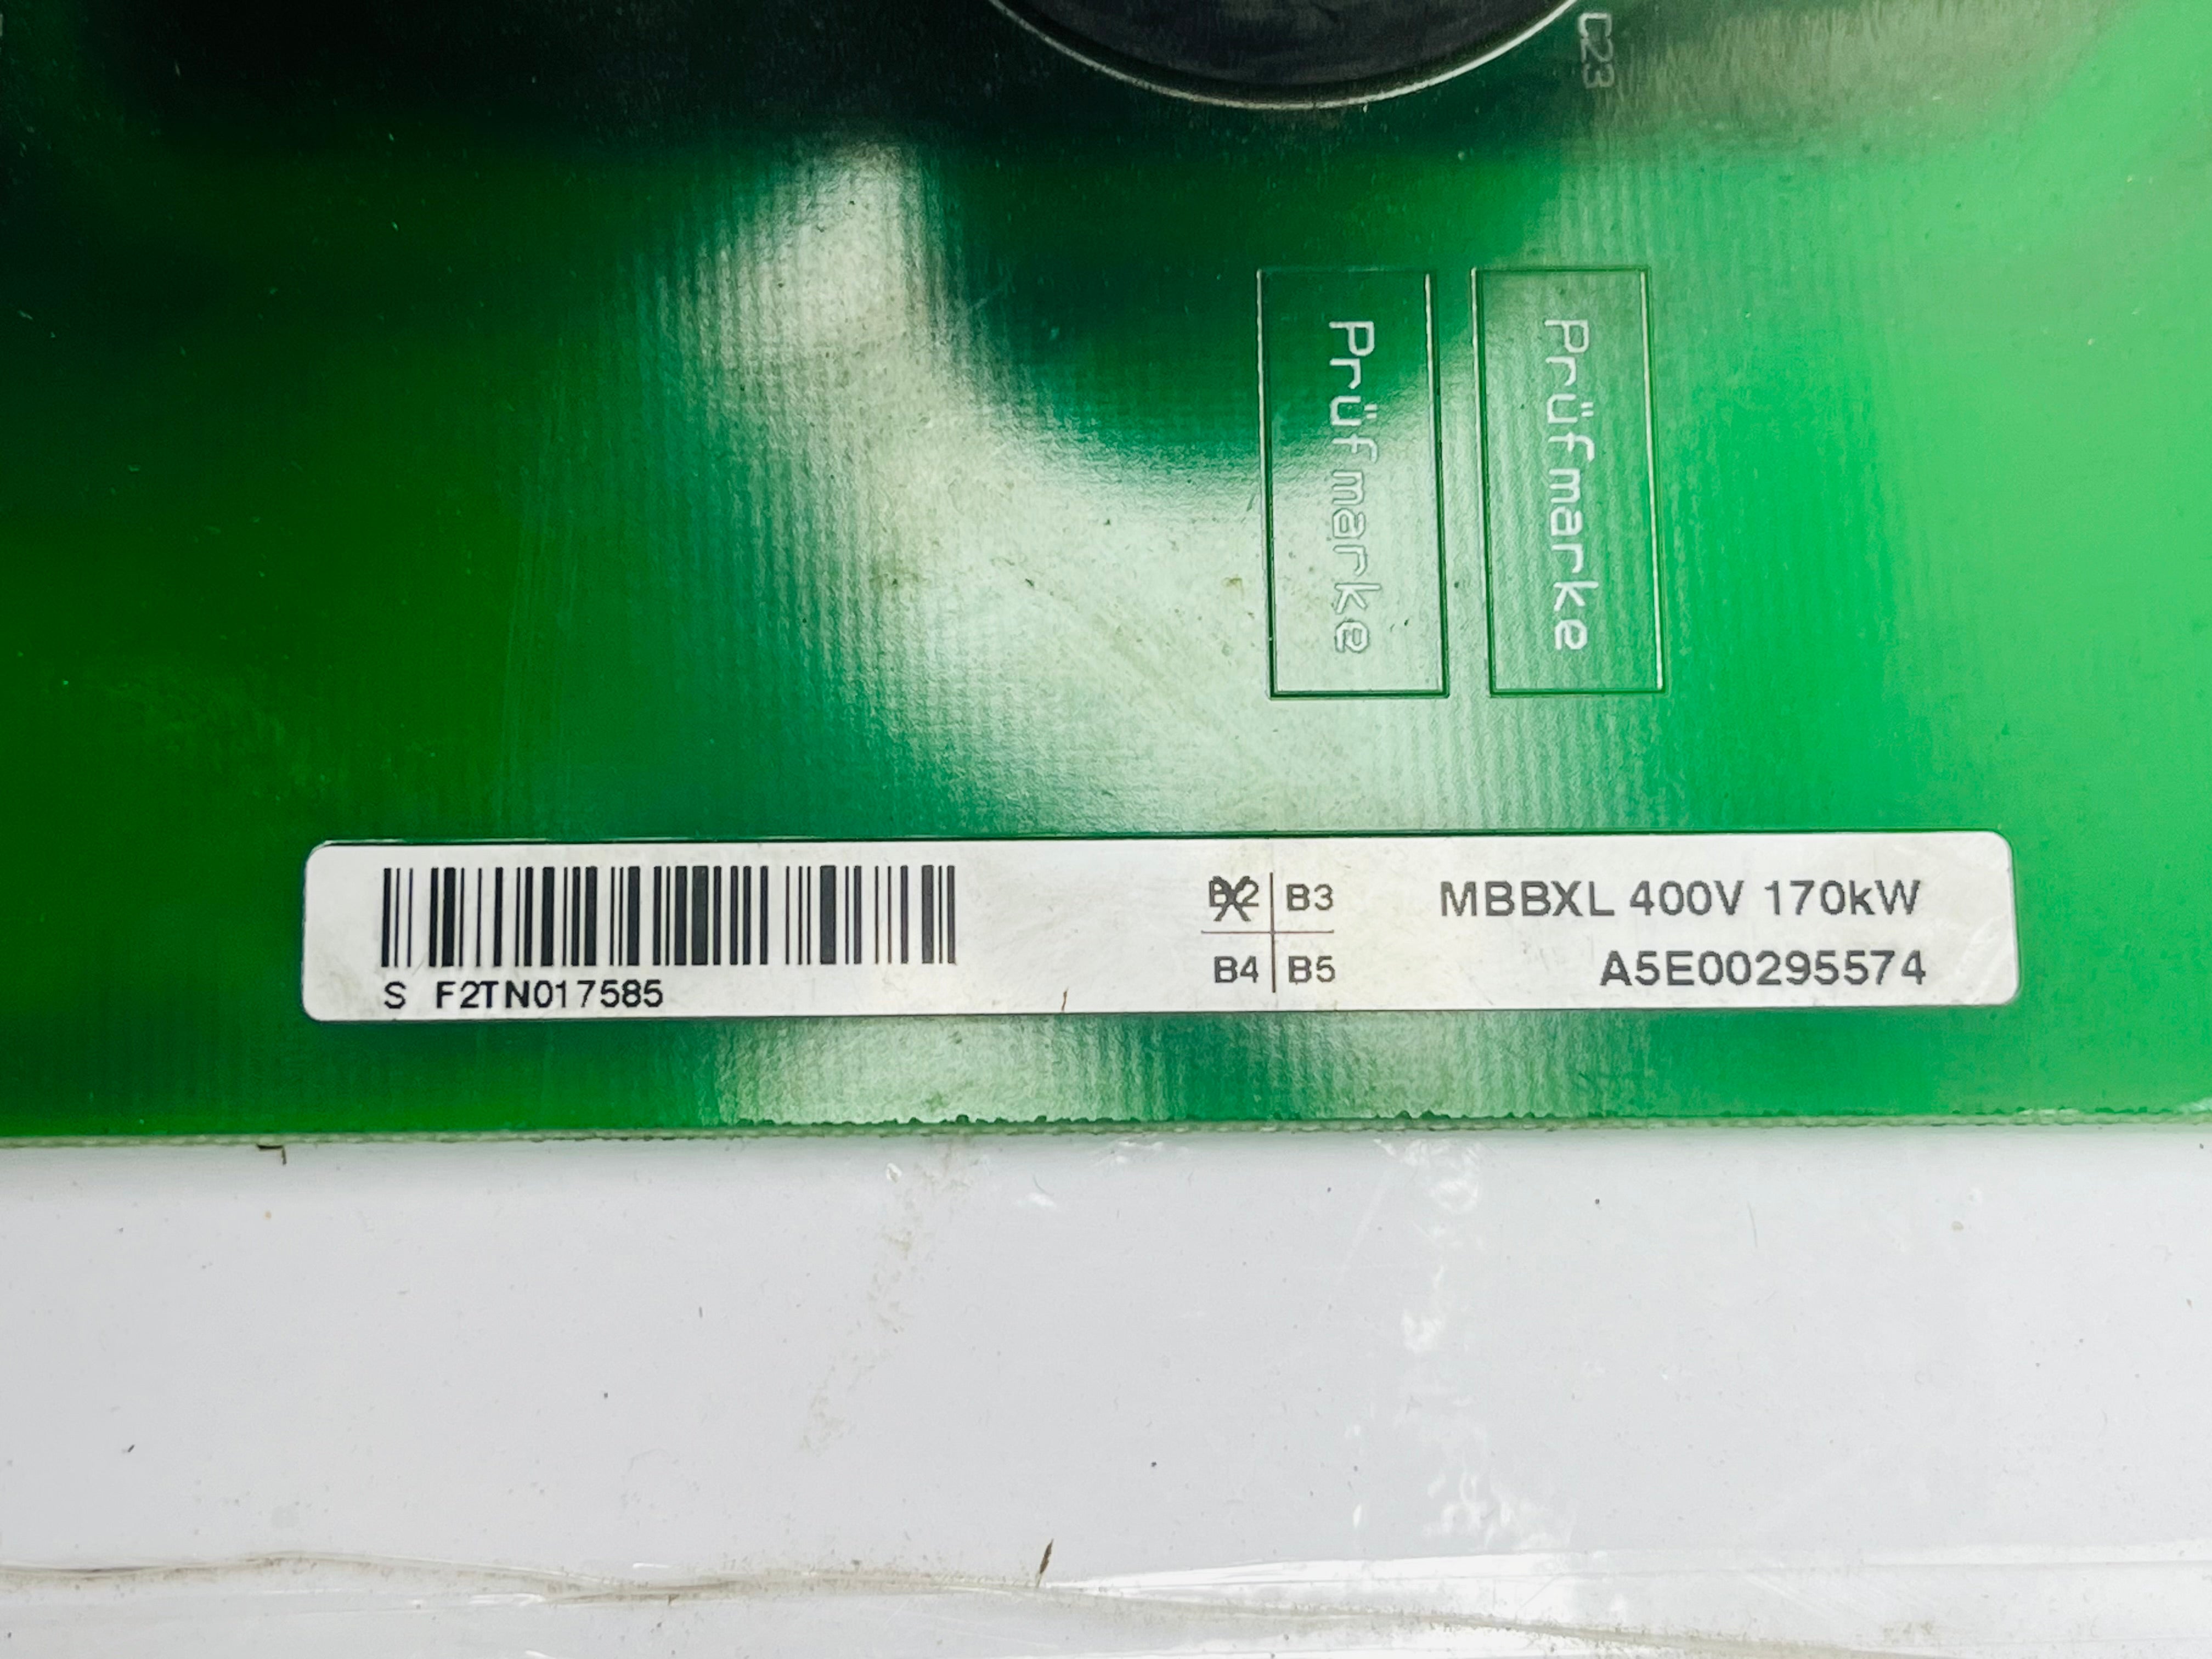 C23
Prüfmarke
Prüfmarke
B2 B3
B4 B5
MBBXL 400V 170kW
A5E00295574
S F2TN017585